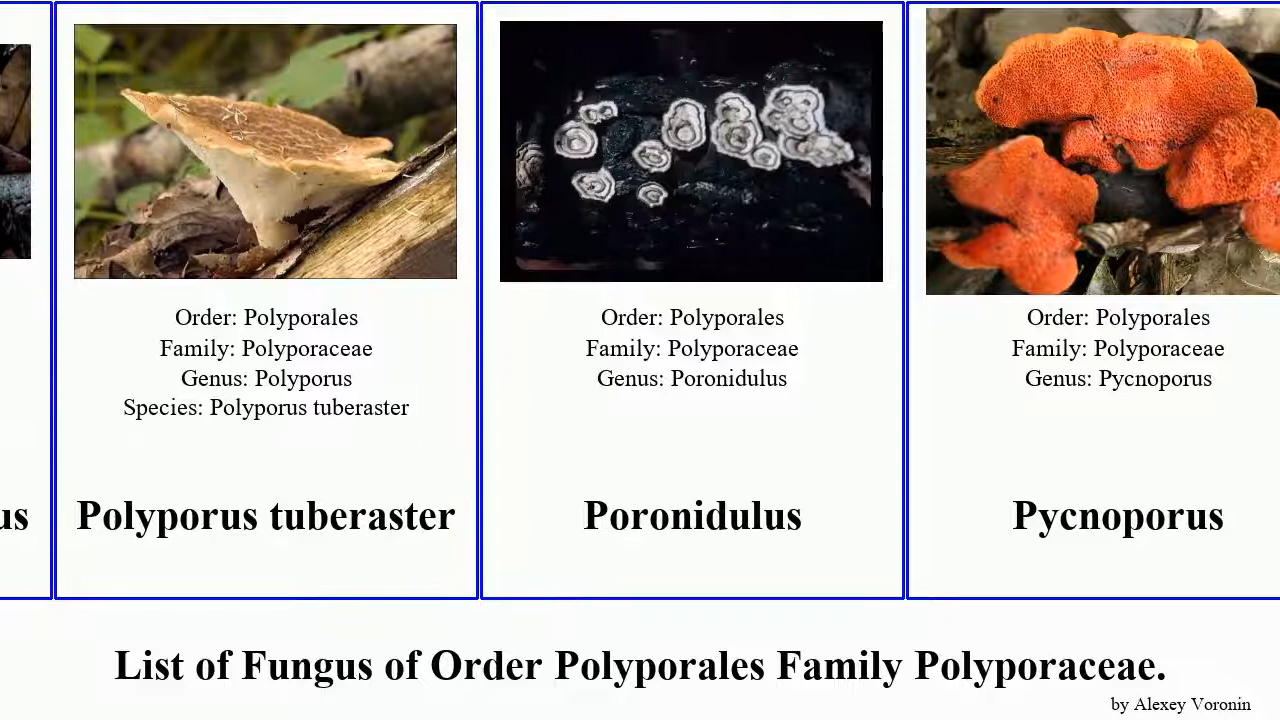 Order: Polyporales
Family: Polyporaceae
Genus: Polyporus
Species: Polyporus tuberaster
Order: Polyporales
Family: Polyporaceae
Genus: Poronidulus
Order: Polyporales
Family: Polyporaceae
Genus: Pycnoporus
us
Polyporus tuberaster
Poronidulus
Pycnoporus
List of Fungus of Order Polyporales Family Polyporaceae.
by Alexey Voronin